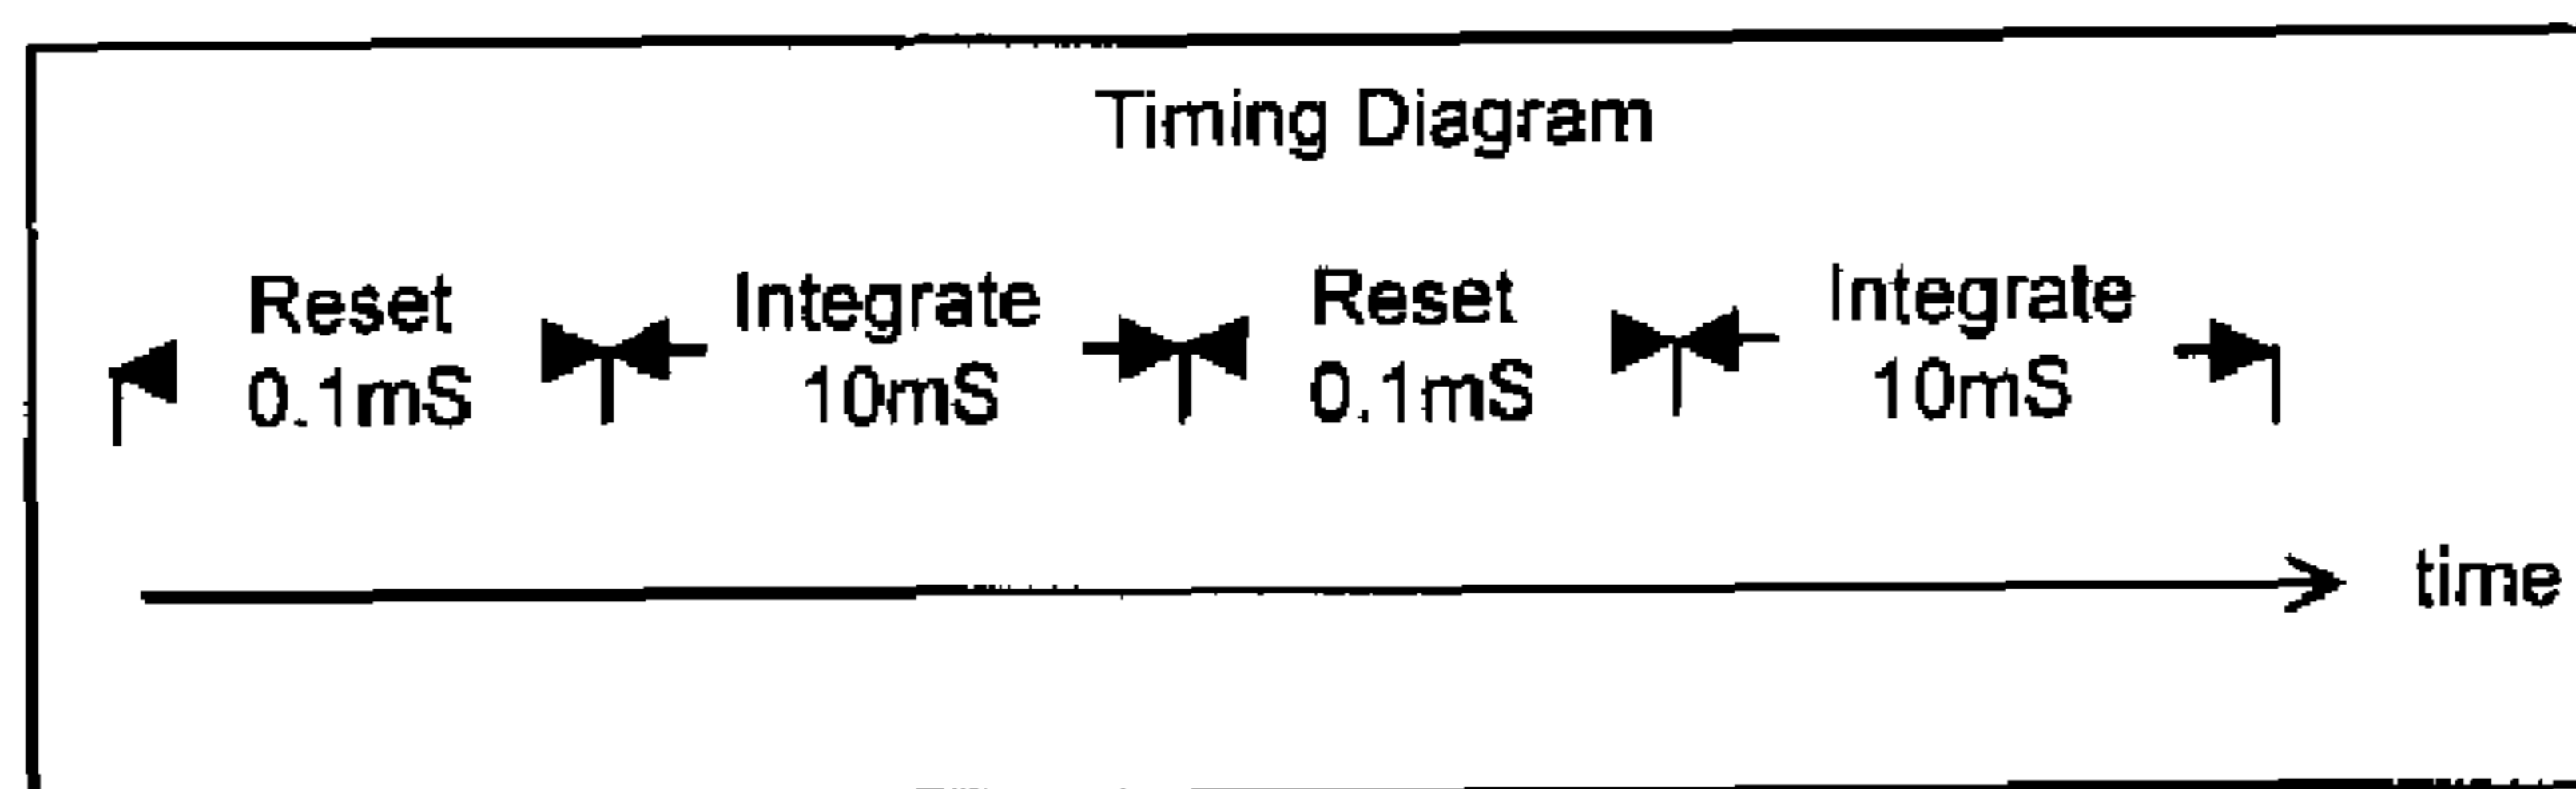 Timing Diagram
Reset
0.1mS
Integrate
10mS
Reset
0.1mS
Integrate
10mS
time